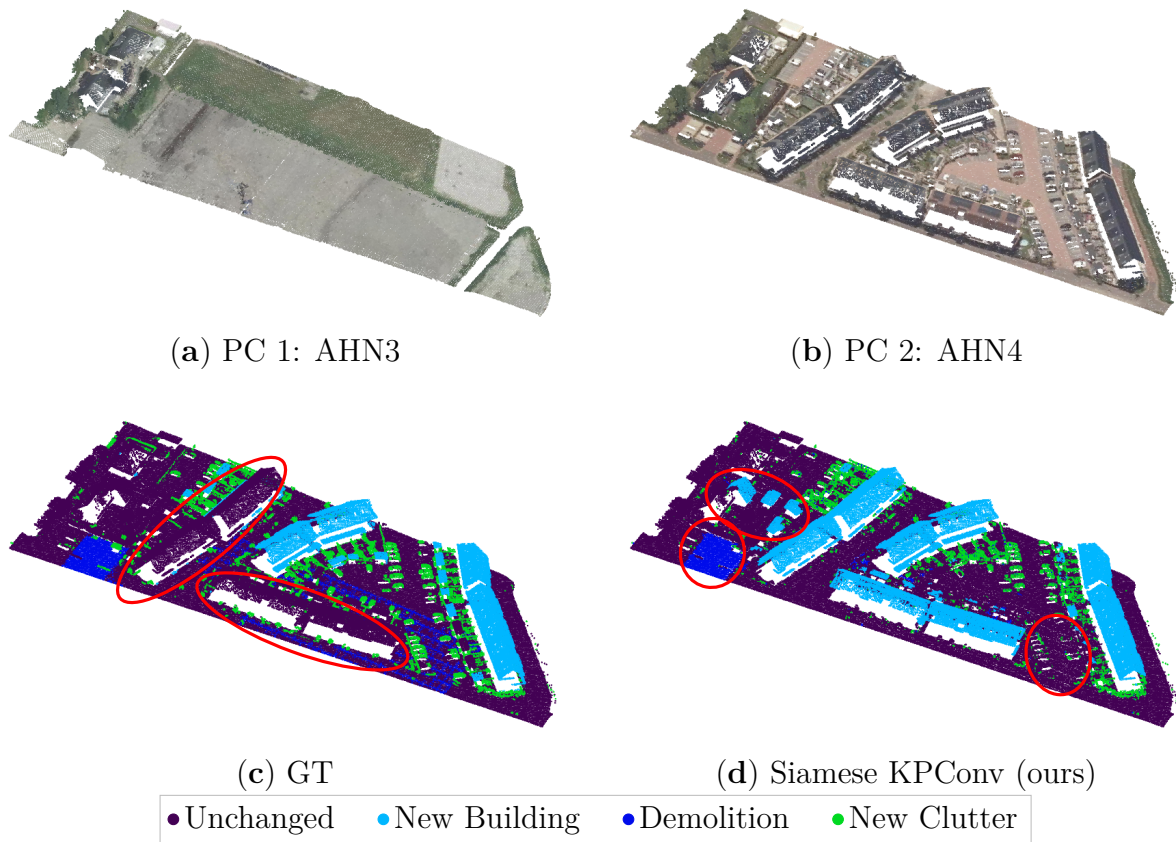 (a) PC 1: AHN3
(b) PC 2: AHN4
(c) GT
(d) Siamese KPConv (ours)
Unchanged New Building Demolition New Clutter